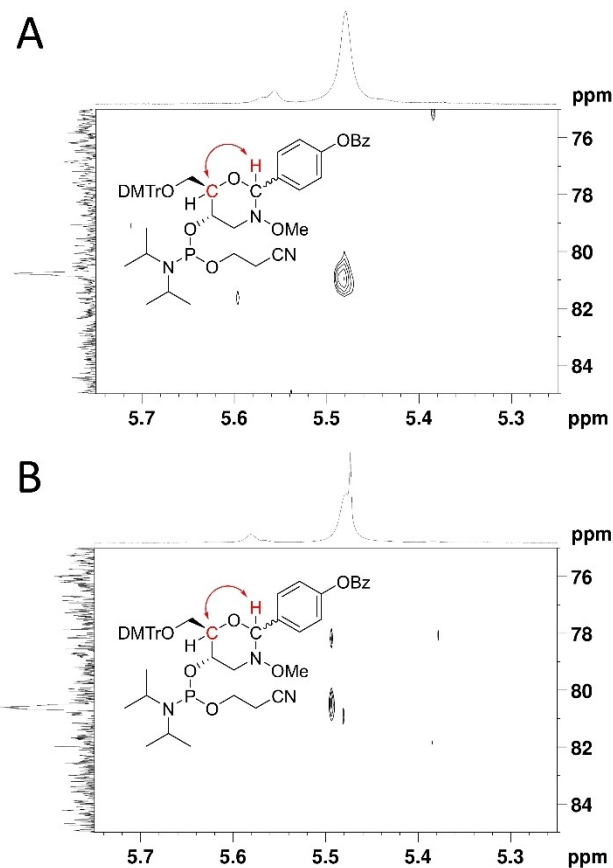 A
ppm
76
78
80
82
84
H
OBz
O
DMTrO
C
C
H
N
OMe
O
P
O
CN
N
5.7 5.6 5.5 5.4 5.3 ppm
B
ppm
76
78
80
82
84
H
OBz
O
DMTrO
C
C
H
N
OMe
O
P
O
CN
N
5.7 5.6 5.5 5.4 5.3 ppm